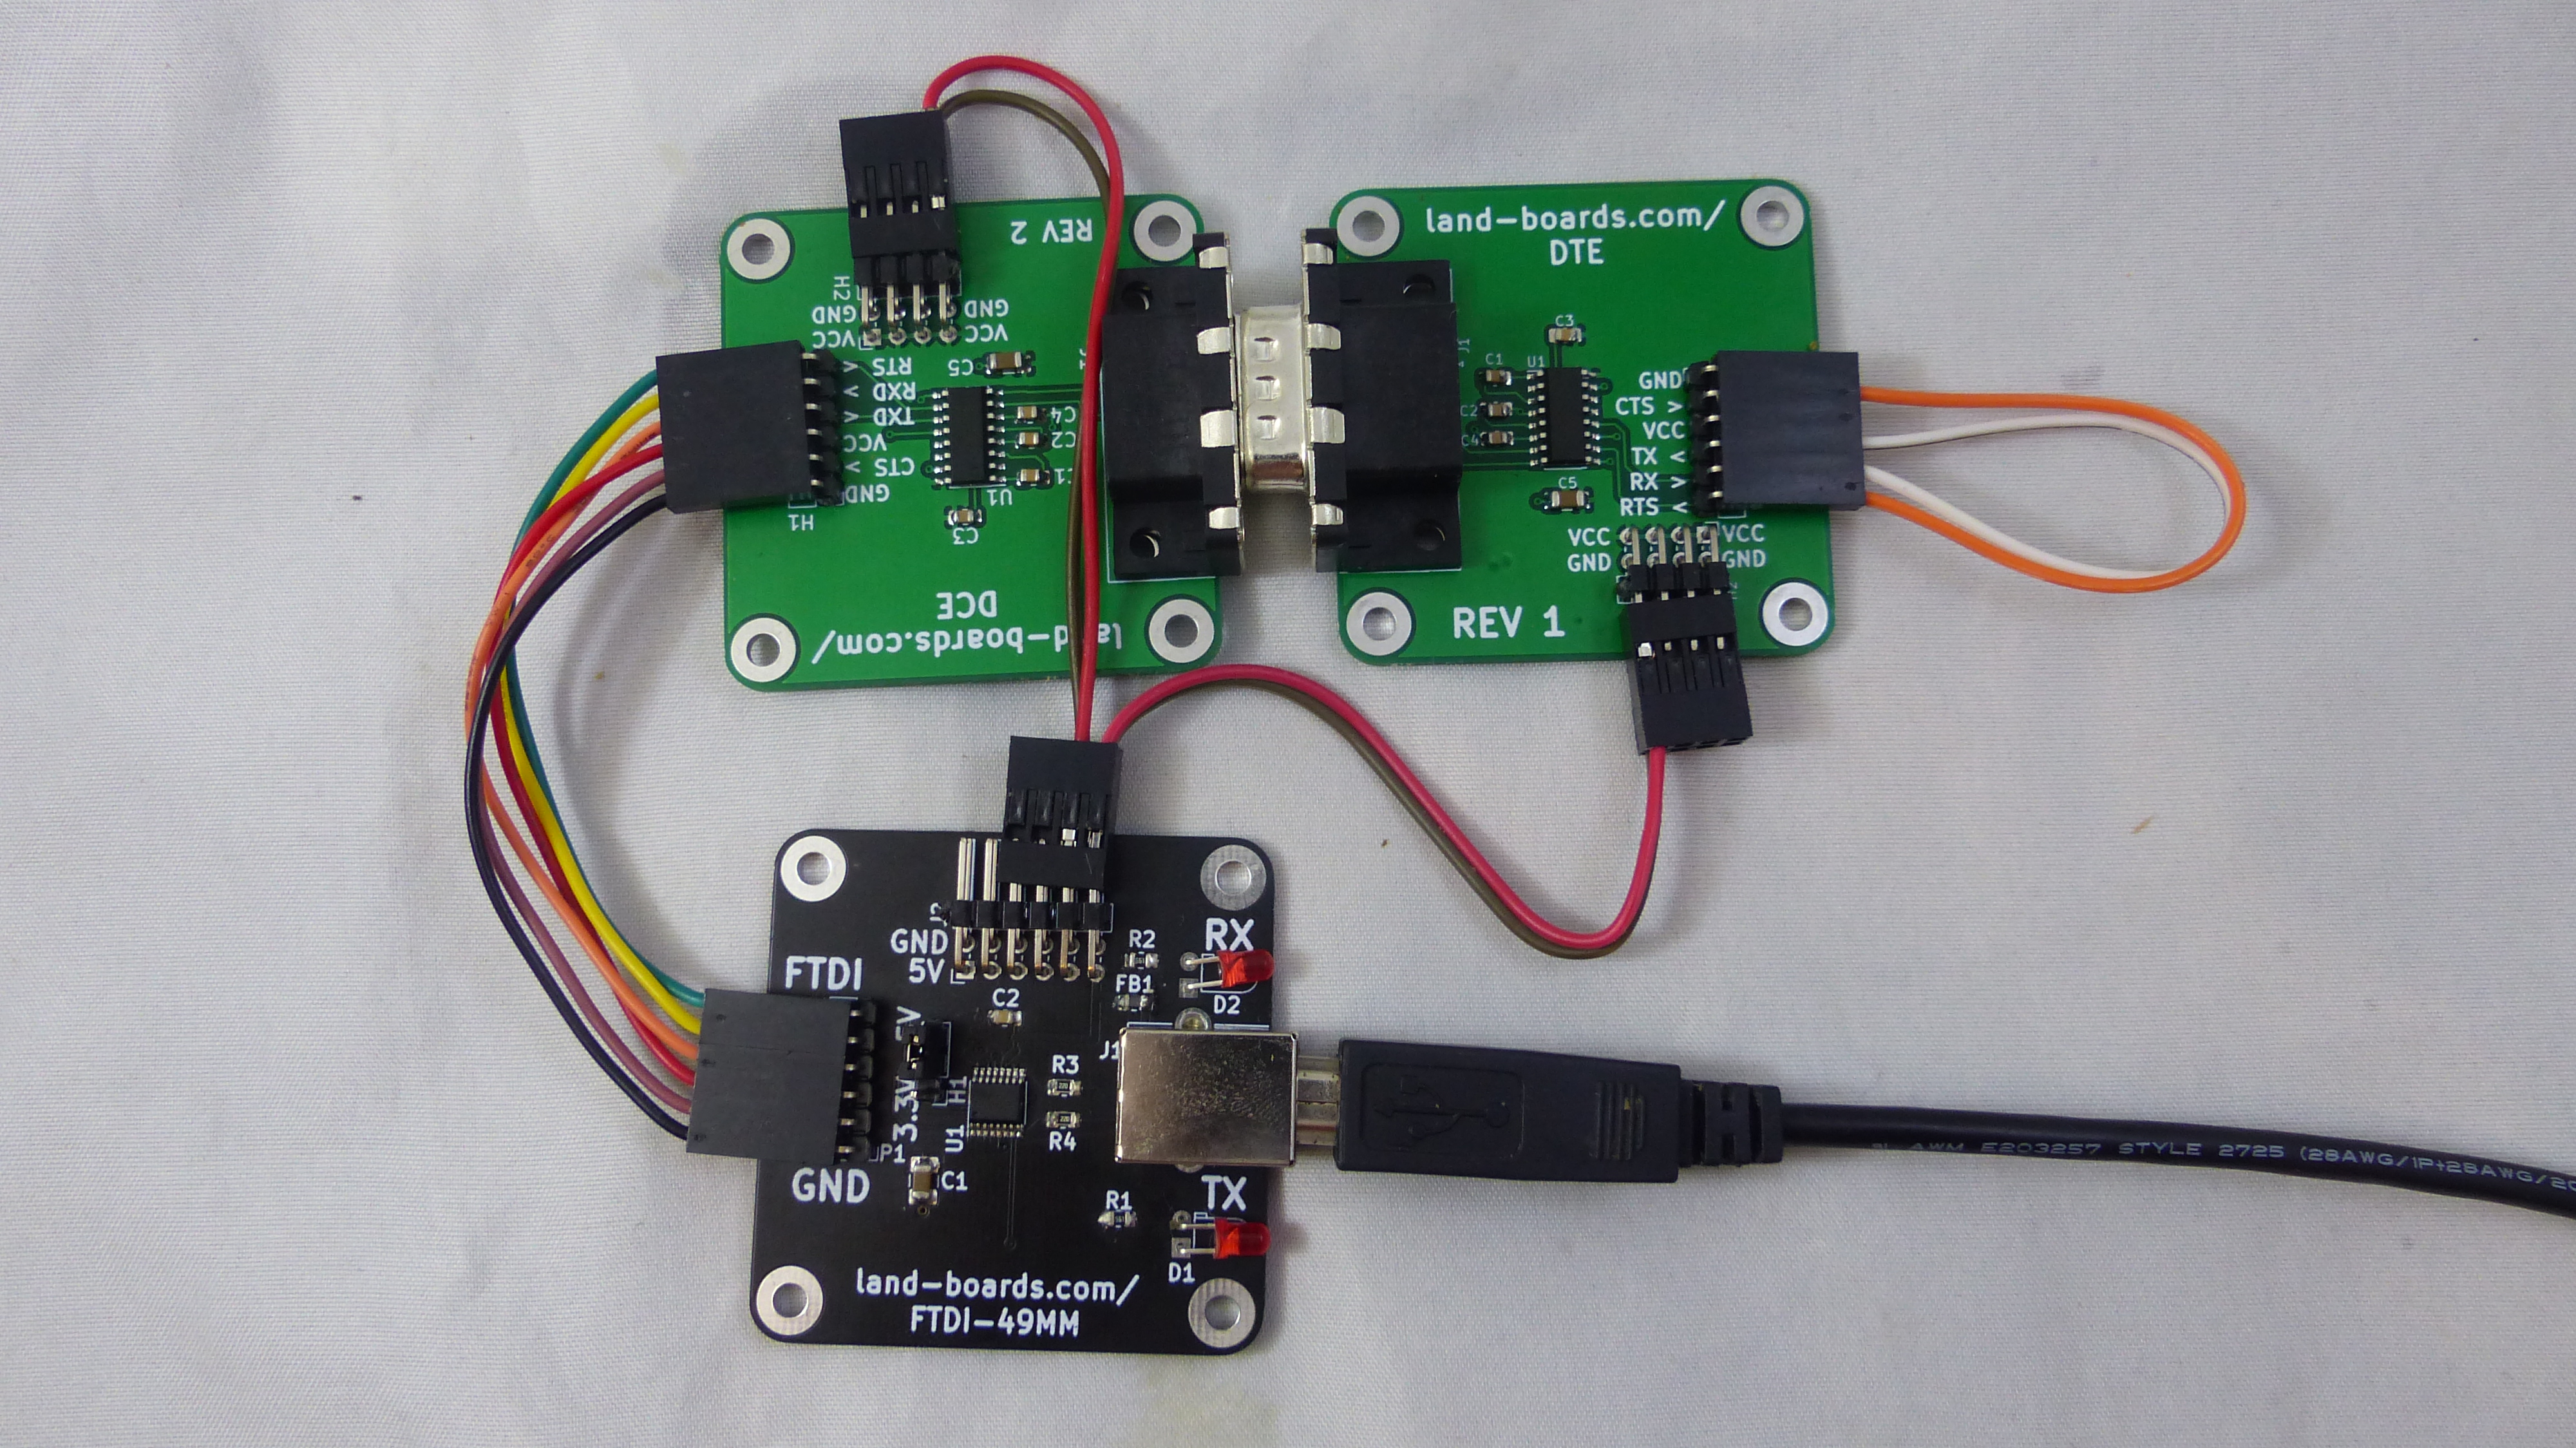 REV 2
H2
GND
GND
VCC
VCC
< RTS
< RXD
< TXD
VCC
< CTS
GND
H1
C5
C4
C2
C1
U1
C3
DCE
land-boards.com/
land-boards.com/
DTE
C3
J1
C1
U1
C2
C4
C5
GND
CTS >
VCC
TX <
RX >
RTS <
VCC
VCC
GND
GND
REV 1
J2
GND
5V
FTDI
R2
RX
FB1
D2
C2
5V
J1
R3
H1
3.3V
U1
R4
P1
C1
GND
TX
R1
D1
land-boards.com/
FTDI-49MM
AWM E203257 STYLE 2725 (28AWG/1P+28AWG/2C